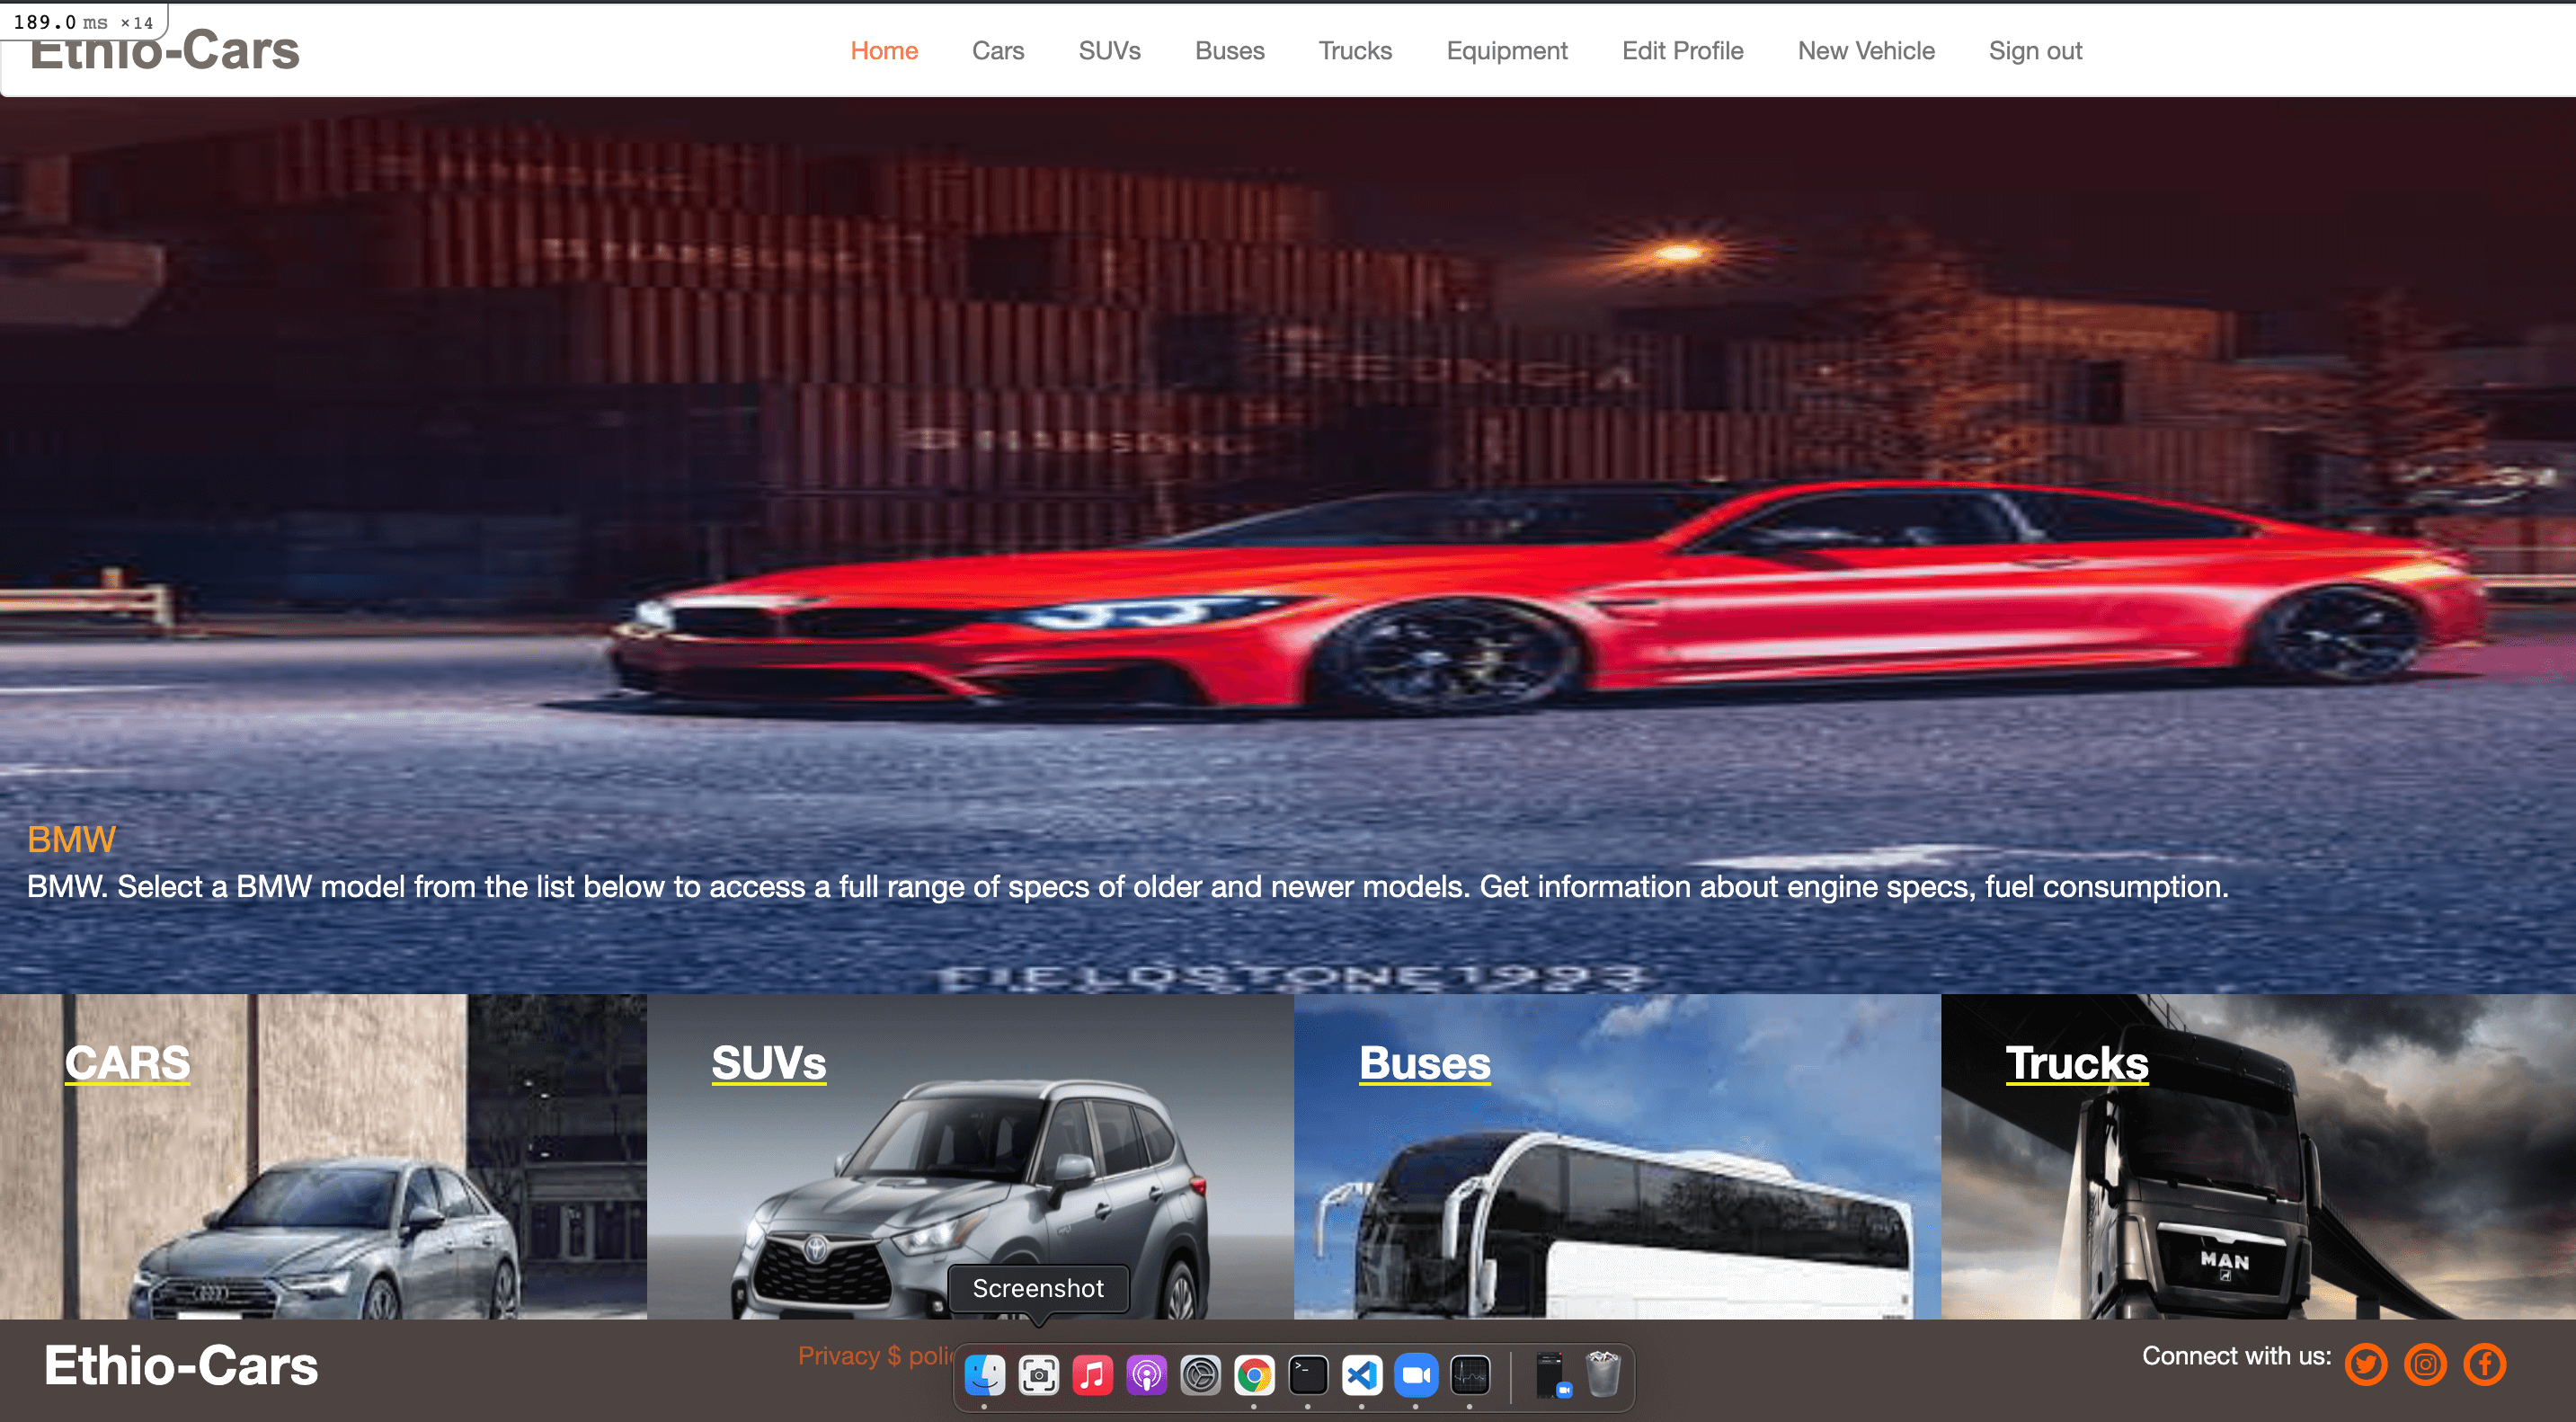 189.0 ms ×14
Ethio-Cars
Home Cars SUVs Buses Trucks Equipment Edit Profile New Vehicle Sign out
BMW
BMW. Select a BMW model from the list below to access a full range of specs of older and newer models. Get information about engine specs, fuel consumption.
FIELDSTONE1993
CARS SUVs Buses Trucks
MAN
Screenshot
Ethio-Cars
Privacy $
Connect with us: